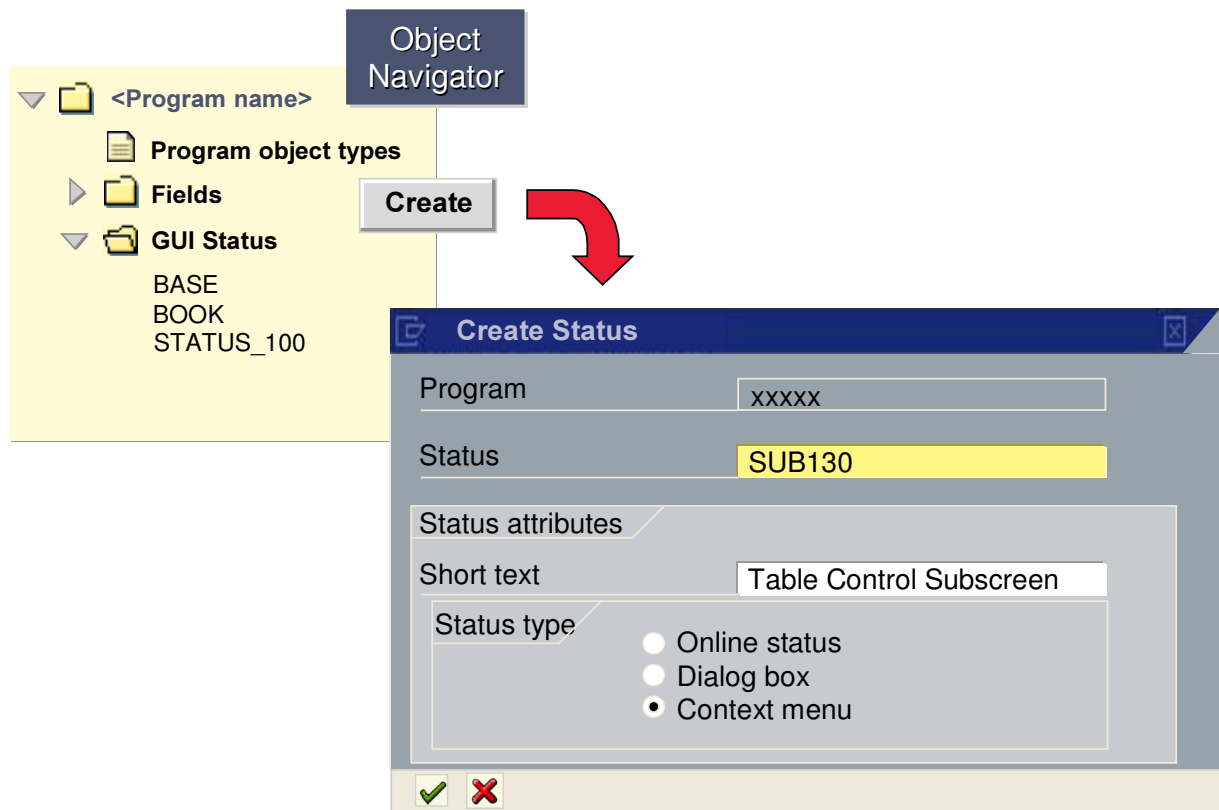 Object
Navigator
<Program name>
Program object types
Fields
Create
GUI Status
BASE
BOOK
STATUS_100
Create Status
Program
xxxxx
Status
SUB130
Status attributes
Short text
Table Control Subscreen
Status type
Online status
Dialog box
Context menu